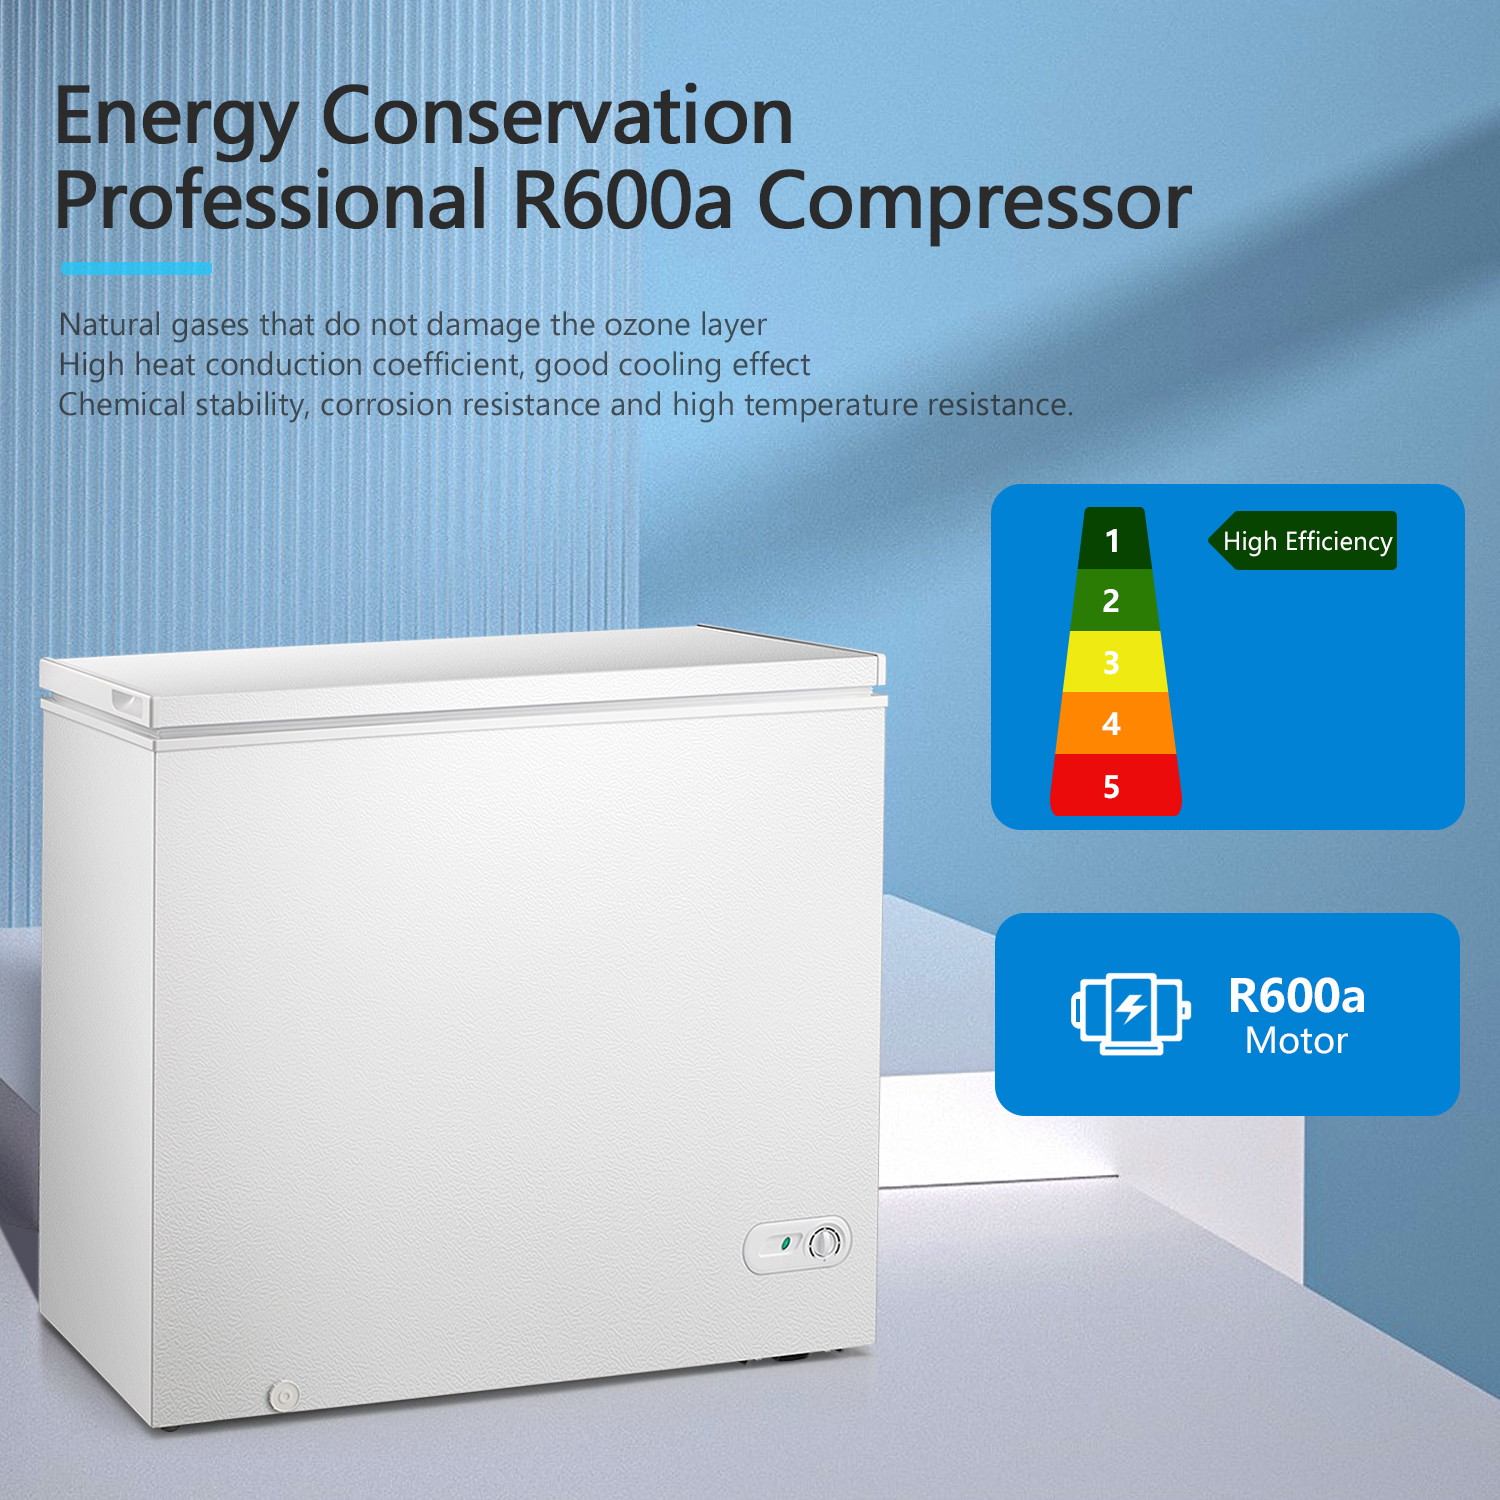 Energy Conservation
Professional R600a Compressor
Natural gases that do not damage the ozone layer
High heat conduction coefficient, good cooling effect
Chemical stability, corrosion resistance and high temperature resistance.
1
High Efficiency
2
3
4
5
R600a
Motor